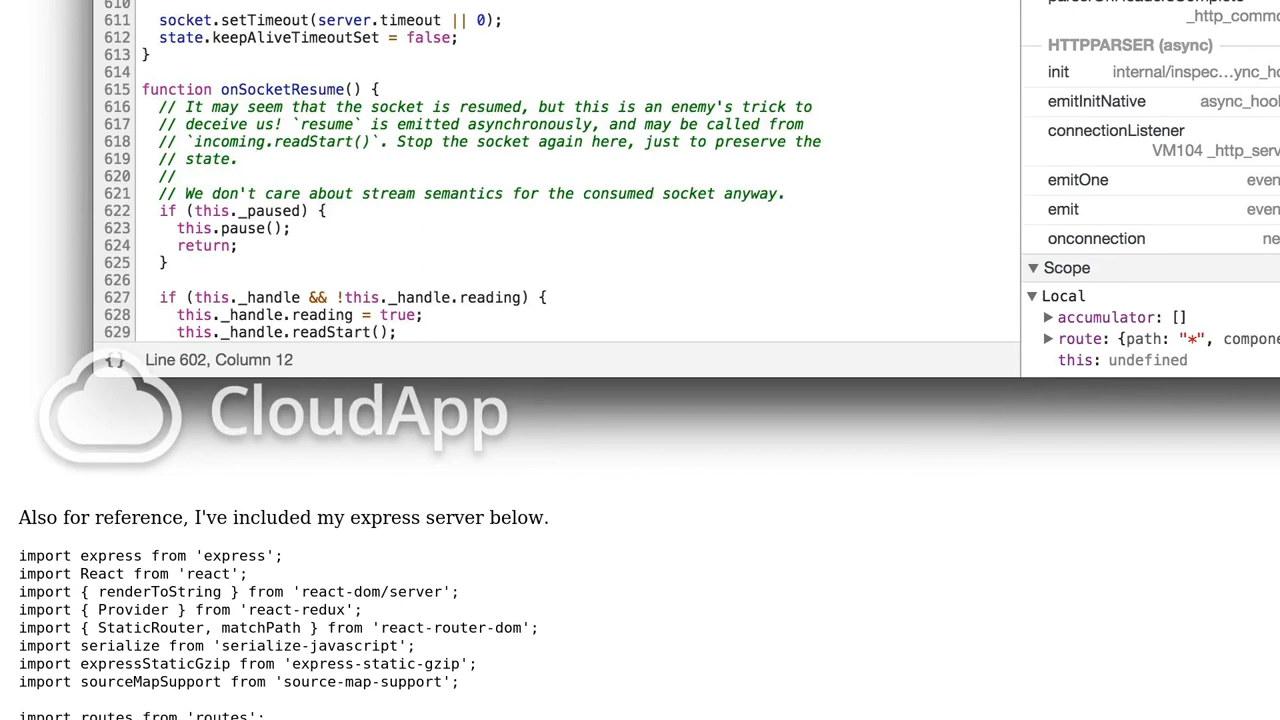 610
611 socket.setTimeout(server.timeout || 0);
612 state.keepAliveTimeoutSet = false;
613 }
614
615 function onSocketResume() {
616 // It may seem that the socket is resumed, but this is an enemy's trick to
617 // deceive us! `resume` is emitted asynchronously, and may be called from
618 // `incoming.readStart()`. Stop the socket again here, just to preserve the
619 // state.
620 //
621 // We don't care about stream semantics for the consumed socket anyway.
622 if (this._paused) {
623 this.pause();
624 return;
625 }
626
627 if (this._handle && !this._handle.reading) {
628 this._handle.reading = true;
629 this._handle.readStart();
{} Line 602, Column 12
_http_commo
HTTPPARSER (async)
init internal/inspec…ync_ho
emitInitNative async_hook
connectionListener
VM104 _http_serv
emitOne even
emit even
onconnection ne
▼ Scope
▼ Local
▶ accumulator: []
▶ route: {path: "*", compone
this: undefined
CloudApp
Also for reference, I've included my express server below.
import express from 'express';
import React from 'react';
import { renderToString } from 'react-dom/server';
import { Provider } from 'react-redux';
import { StaticRouter, matchPath } from 'react-router-dom';
import serialize from 'serialize-javascript';
import expressStaticGzip from 'express-static-gzip';
import sourceMapSupport from 'source-map-support';
import routes from 'routes';